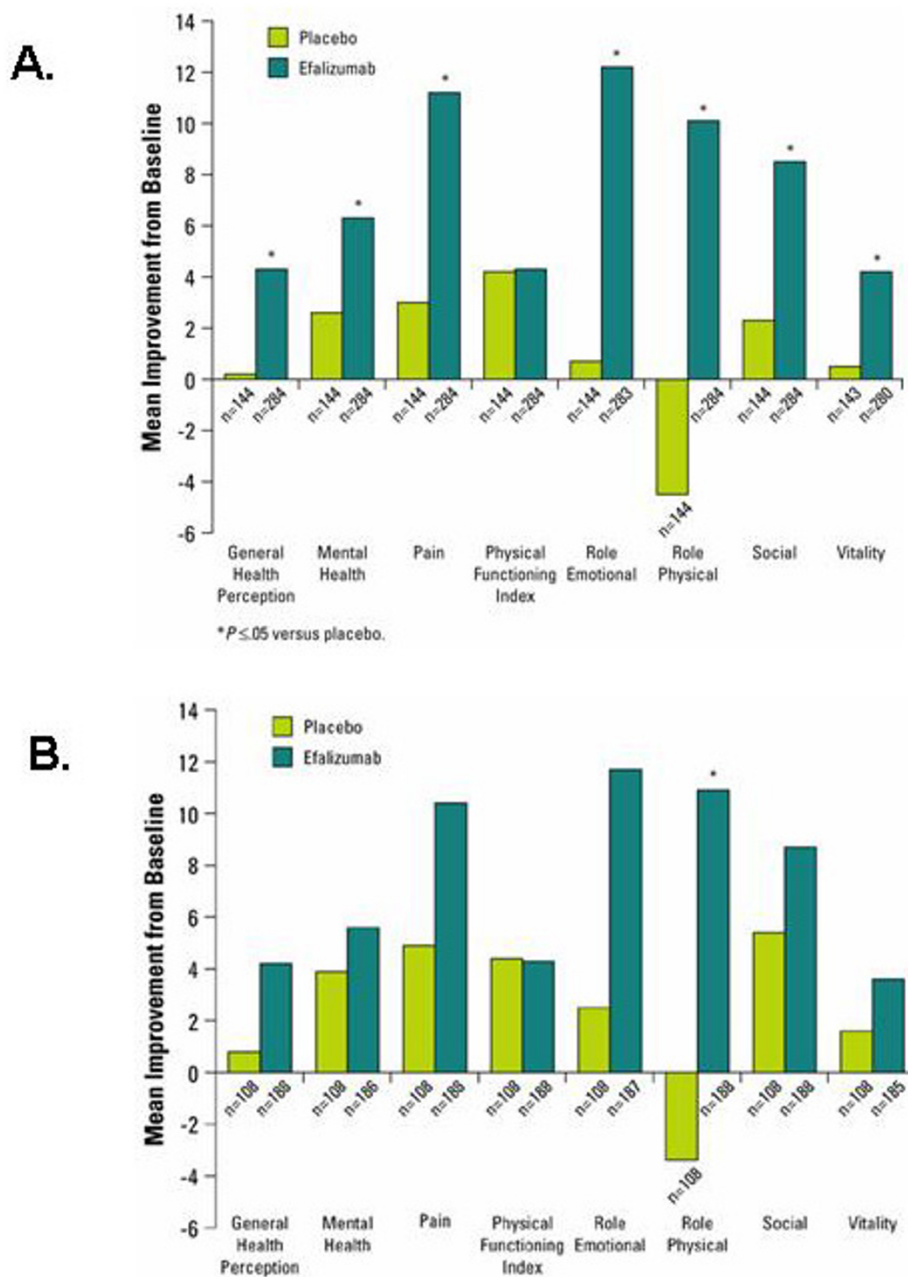 A.
Placebo
Efalizumab
Mean Improvement from Baseline
14
12
10
8
6
4
2
0
-2
-4
-6
* * * * * * *
n=144 n=284 n=144 n=284 n=144 n=284 n=144 n=284 n=144 n=283 n=144 n=284 n=144 n=284 n=143 n=280
General Health Perception
Mental Health
Pain
Physical Functioning Index
Role Emotional
Role Physical
Social
Vitality
*P≤.05 versus placebo.
B.
Placebo
Efalizumab
Mean Improvement from Baseline
14
12
10
8
6
4
2
0
-2
-4
-6
*
n=108 n=188 n=108 n=186 n=108 n=188 n=108 n=188 n=108 n=187 n=108 n=188 n=108 n=188 n=108 n=185
General Health Perception
Mental Health
Pain
Physical Functioning Index
Role Emotional
Role Physical
Social
Vitality